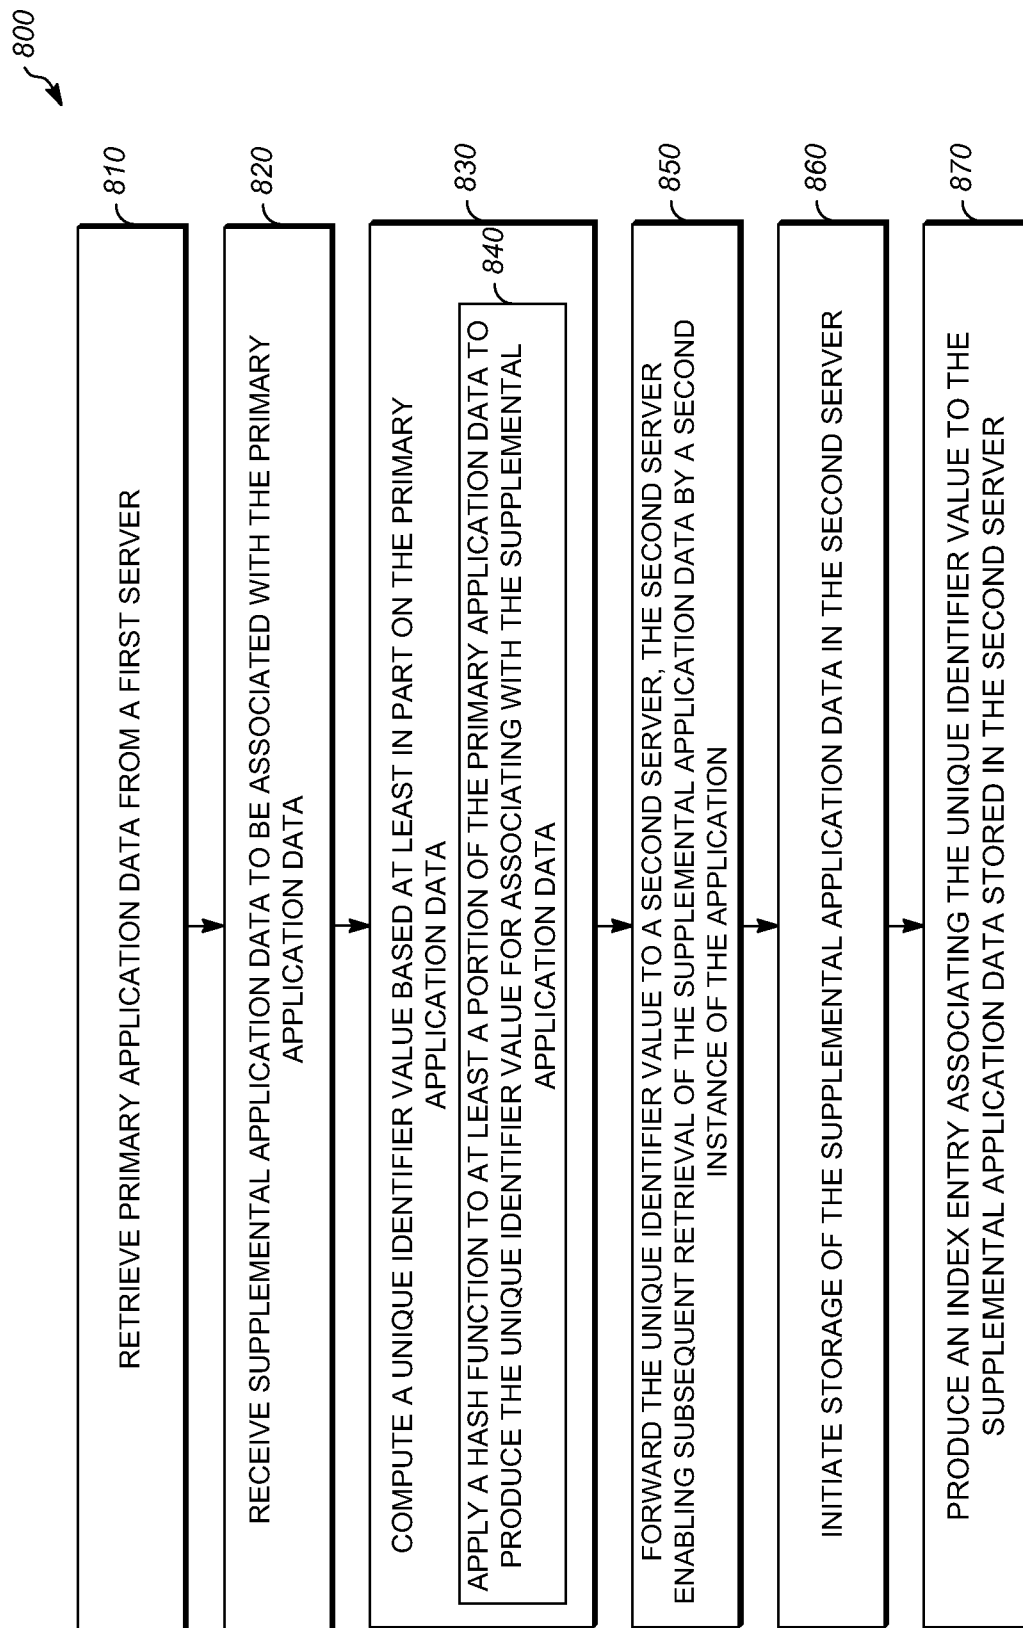 800
810
RETRIEVE PRIMARY APPLICATION DATA FROM A FIRST SERVER
820
RECEIVE SUPPLEMENTAL APPLICATION DATA TO BE ASSOCIATED WITH THE PRIMARY
APPLICATION DATA
830
COMPUTE A UNIQUE IDENTIFIER VALUE BASED AT LEAST IN PART ON THE PRIMARY
APPLICATION DATA
840
APPLY A HASH FUNCTION TO AT LEAST A PORTION OF THE PRIMARY APPLICATION DATA TO
PRODUCE THE UNIQUE IDENTIFIER VALUE FOR ASSOCIATING WITH THE SUPPLEMENTAL
APPLICATION DATA
850
FORWARD THE UNIQUE IDENTIFIER VALUE TO A SECOND SERVER, THE SECOND SERVER
ENABLING SUBSEQUENT RETRIEVAL OF THE SUPPLEMENTAL APPLICATION DATA BY A SECOND
INSTANCE OF THE APPLICATION
860
INITIATE STORAGE OF THE SUPPLEMENTAL APPLICATION DATA IN THE SECOND SERVER
870
PRODUCE AN INDEX ENTRY ASSOCIATING THE UNIQUE IDENTIFIER VALUE TO THE
SUPPLEMENTAL APPLICATION DATA STORED IN THE SECOND SERVER